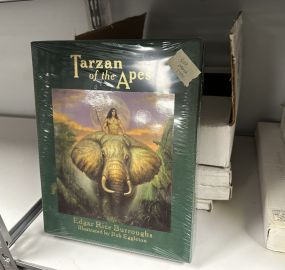 Tarzan
of the Apes
Edgar Rice Burroughs
Illustrated by Bob Eggleton